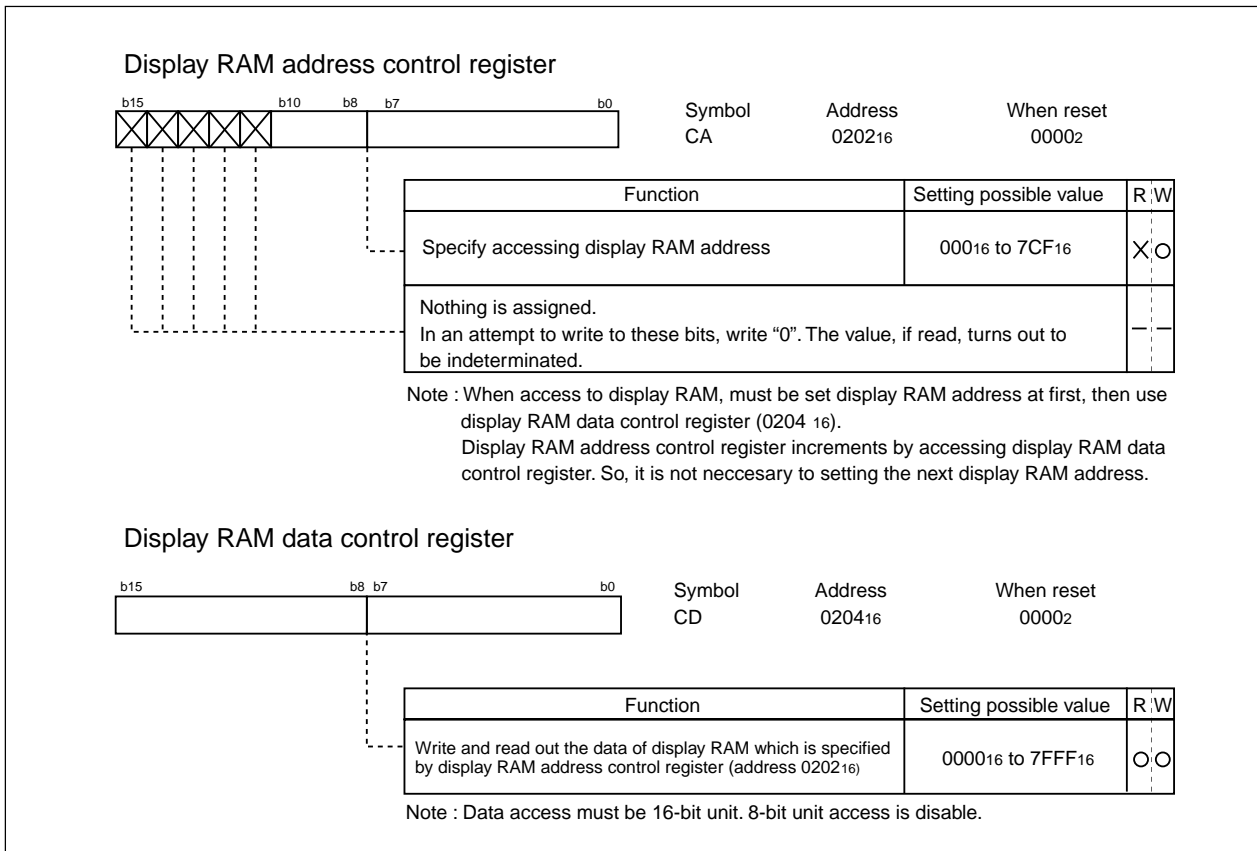 Display RAM address control register
b15 b10 b8 b7 b0
Symbol Address When reset
CA 020216 00002
Function Setting possible value R W
Specify accessing display RAM address 00016 to 7CF16 X O
Nothing is assigned.
In an attempt to write to these bits, write “0”. The value, if read, turns out to
be indeterminated.
— —
Note : When access to display RAM, must be set display RAM address at first, then use
display RAM data control register (0204 16).
Display RAM address control register increments by accessing display RAM data
control register. So, it is not neccesary to setting the next display RAM address.
Display RAM data control register
b15 b8 b7 b0
Symbol Address When reset
CD 020416 00002
Function Setting possible value R W
Write and read out the data of display RAM which is specified
by display RAM address control register (address 020216)
000016 to 7FFF16 O O
Note : Data access must be 16-bit unit. 8-bit unit access is disable.